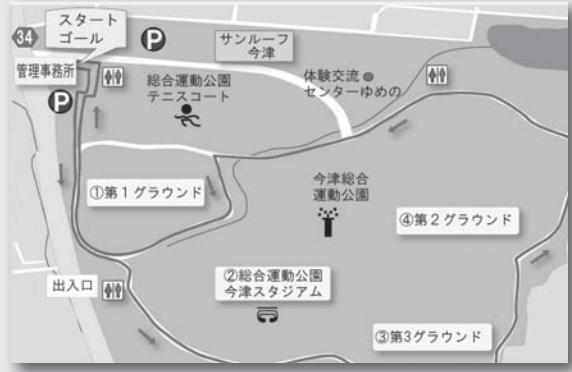 スタート
ゴール
34
P
サンルーフ
今津
管理事務所
総合運動公園
テニスコート
体験交流
センターゆめの
P
①第1グラウンド
今津総合
運動公園
④第2グラウンド
出入口
②総合運動公園
今津スタジアム
③第3グラウンド